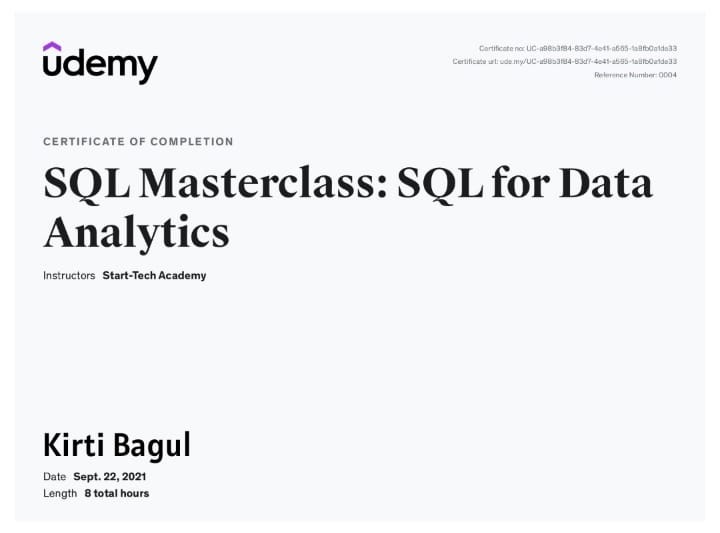 udemy
Certificate no: UC-a98b3f84-83d7-4e41-a565-1a8fb0a1de33
Certificate url: ude.my/UC-a98b3f84-83d7-4e41-a565-1a8fb0a1de33
Reference Number: 0004
CERTIFICATE OF COMPLETION
SQL Masterclass: SQL for Data
Analytics
Instructors Start-Tech Academy
Kirti Bagul
Date Sept. 22, 2021
Length 8 total hours